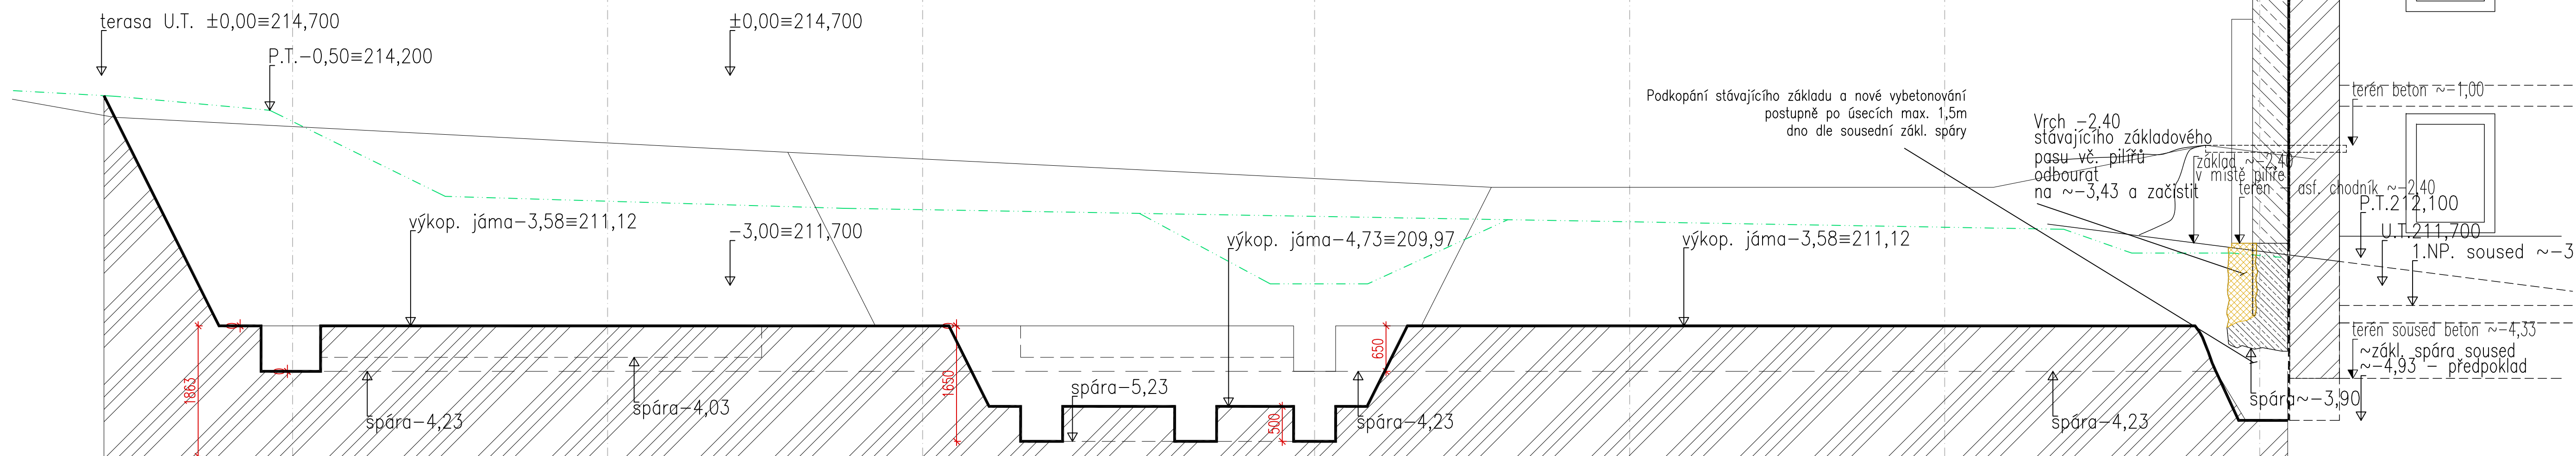 terasa U.T. ±0,00≡214,700
P.T.-0,50≡214,200
±0,00≡214,700
Podkopání stávajícího základu a nové vybetonování
postupně po úsecích max. 1,5m
dno dle sousední zákl. spáry
Vrch -2,40
stávajícího základového
pasu vč. pilířů
odbourat
na ~-3,43 a začistit
terén beton ~-1,00
základ ~-2,40
v místě pilíře
terén - asf. chodník ~-2,40
P.T.212,100
U.T.211,700
1.NP. soused ~-3
výkop. jáma-3,58≡211,12
-3,00≡211,700
výkop. jáma-4,73≡209,97
výkop. jáma-3,58≡211,12
terén soused beton ~-4,33
~zákl. spára soused
~-4,93 - předpoklad
0
0
0
1863
1650
650
500
spára-4,23
spára-4,03
spára-5,23
spára-4,23
spára-4,23
spára~-3,90